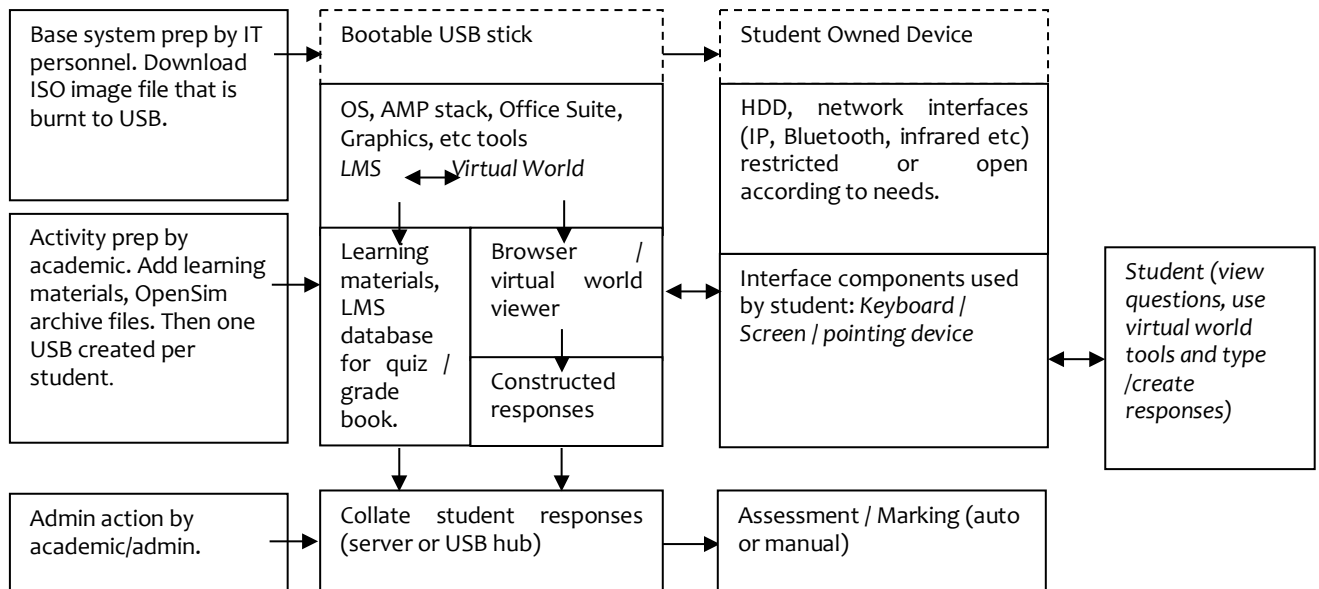 Base system prep by IT
personnel. Download
ISO image file that is
burnt to USB.
Bootable USB stick
Student Owned Device
OS, AMP stack, Office Suite,
Graphics, etc tools
LMS Virtual World
HDD, network interfaces
(IP, Bluetooth, infrared etc)
restricted or open
according to needs.
Activity prep by
academic. Add learning
materials, OpenSim
archive files. Then one
USB created per
student.
Learning
materials,
LMS
database
for quiz /
grade
book.
Browser /
virtual world
viewer
Constructed
responses
Interface components used
by student: Keyboard /
Screen / pointing device
Student (view
questions, use
virtual world
tools and type
/create
responses)
Admin action by
academic/admin.
Collate student responses
(server or USB hub)
Assessment / Marking (auto
or manual)